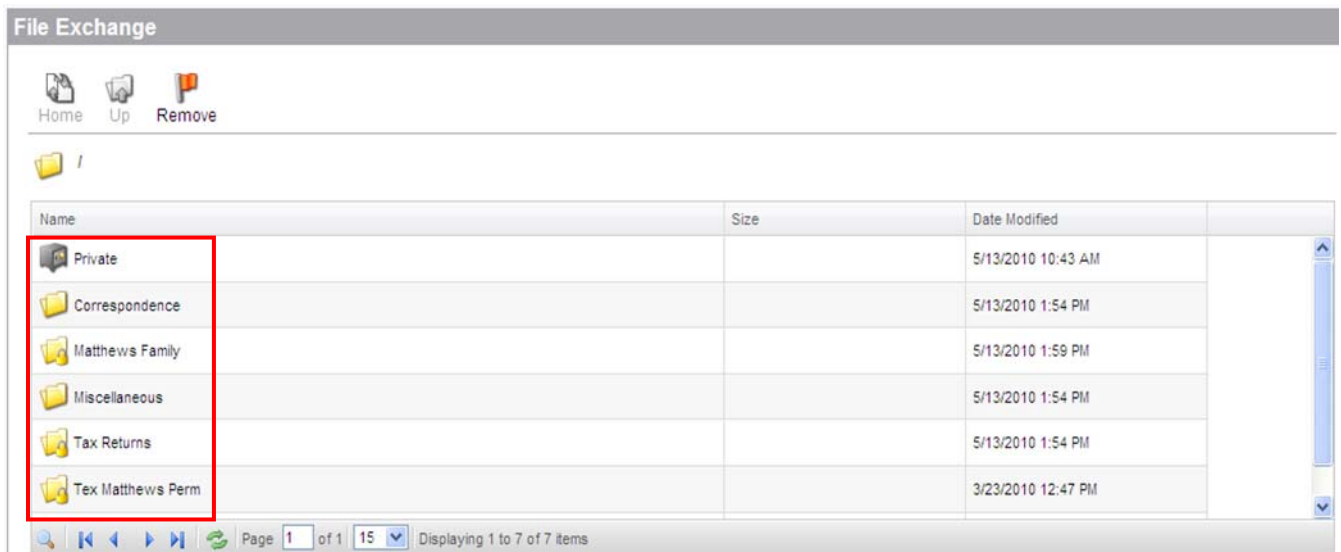 File Exchange
Home Up Remove
/
Name Size Date Modified
Private 5/13/2010 10:43 AM
Correspondence 5/13/2010 1:54 PM
Matthews Family 5/13/2010 1:59 PM
Miscellaneous 5/13/2010 1:54 PM
Tax Returns 5/13/2010 1:54 PM
Tex Matthews Perm 3/23/2010 12:47 PM
Page 1 of 1 15 Displaying 1 to 7 of 7 items